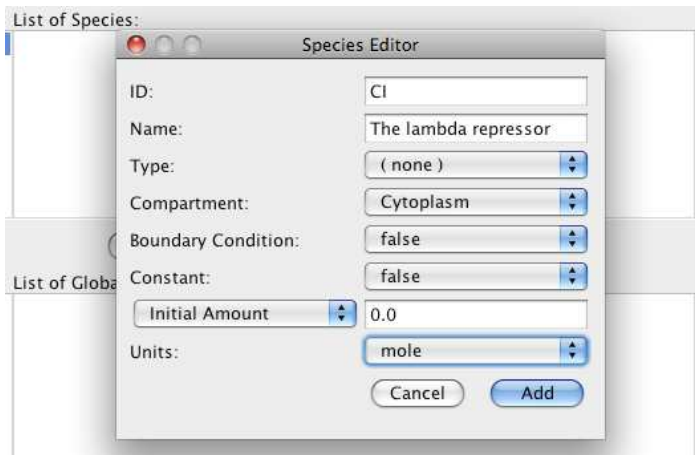 List of Species:
Species Editor
ID: CI
Name: The lambda repressor
Type: ( none )
Compartment: Cytoplasm
Boundary Condition: false
List of Globa
Constant: false
Initial Amount 0.0
Units: mole
Cancel Add